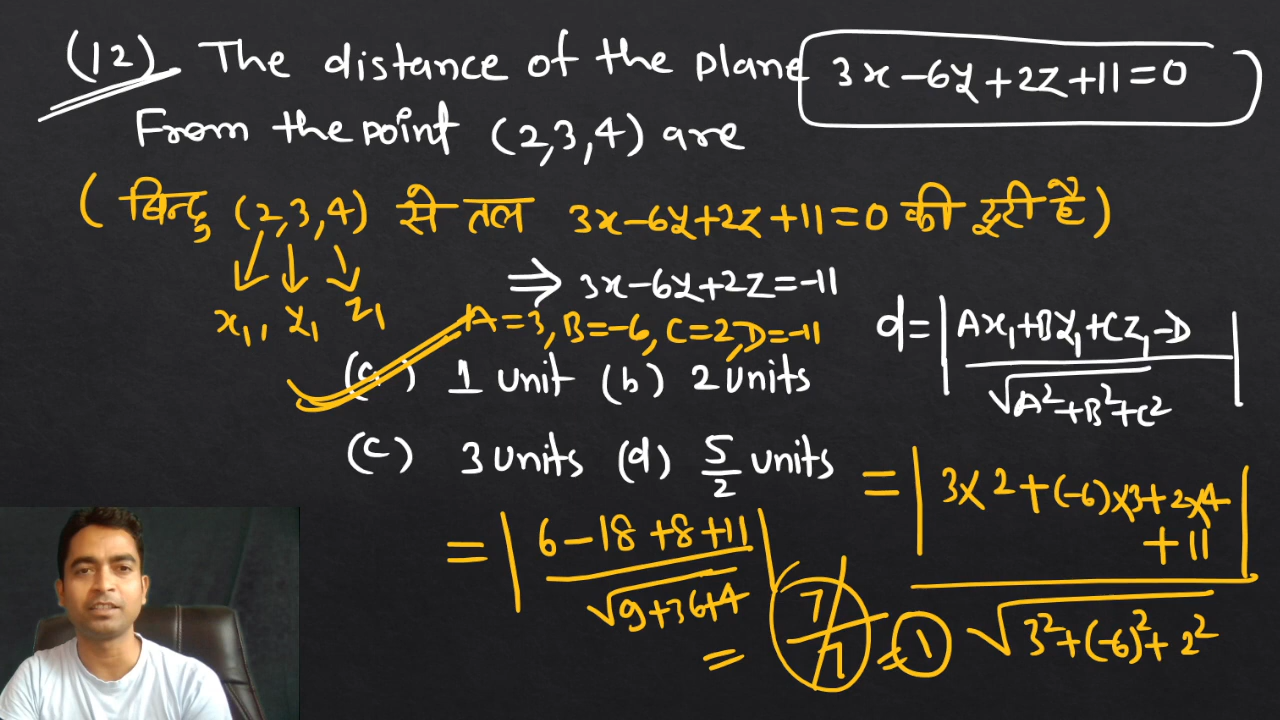 (12) The distance of the plane 3x-6y+2z+11=0
From the point (2,3,4) are
(बिन्दु (2,3,4) से तल 3x-6y+2z+11=0 की दूरी है)
x₁, y₁ z₁
⇒ 3x-6y+2z=-11
A=3, B=-6, C=2, D=-11
(a) 1 unit (b) 2 units
(c) 3 units (d) 5/2 units
d=|Ax₁+By₁+Cz₁-D / √A²+B²+C²|
=|3×2+(-6)×3+2×4+11| / √3²+(-6)²+2²
=|6-18+8+11 / √9+36+4|
= 7/7 = 1